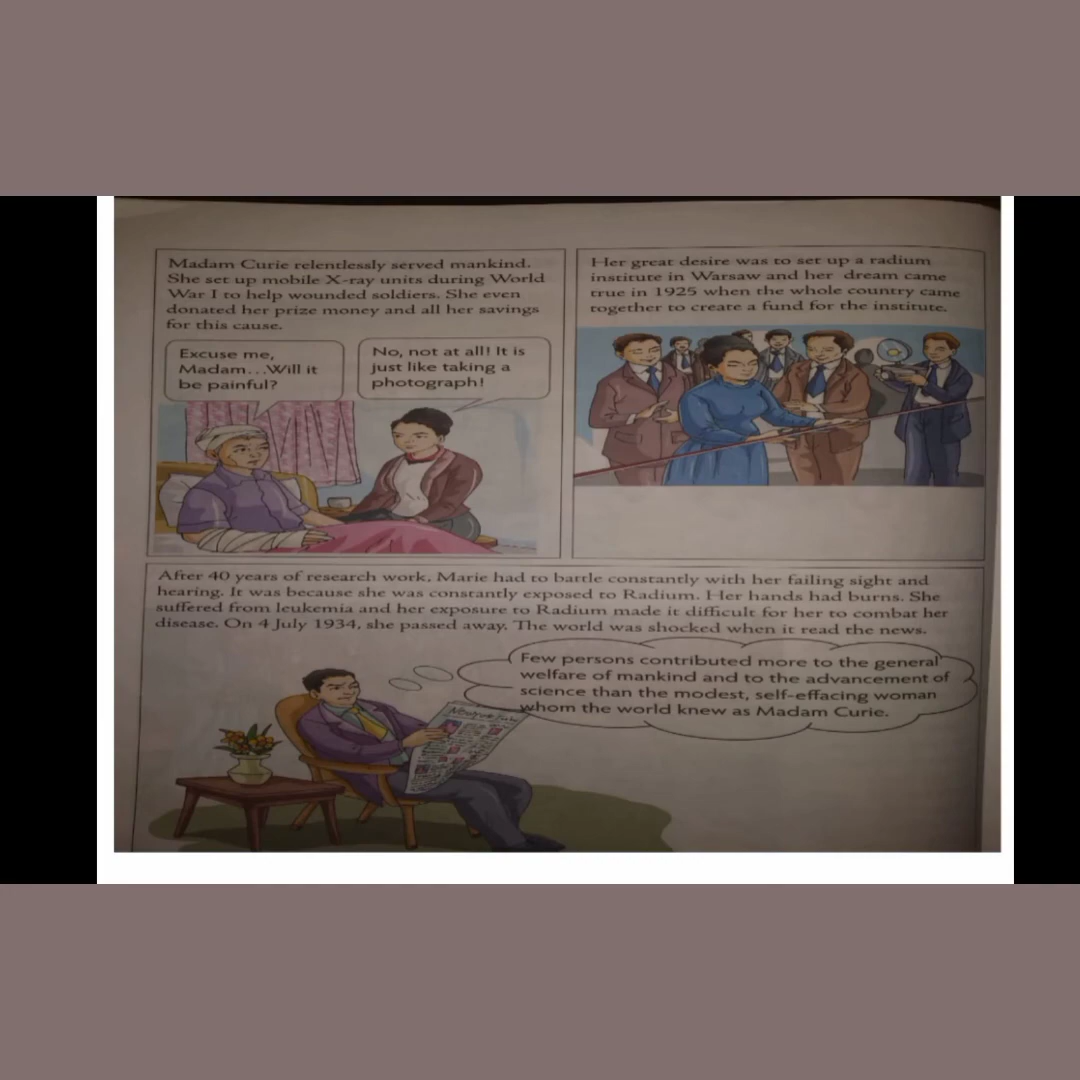 Madam Curie relentlessly served mankind.
She set up mobile X-ray units during World
War I to help wounded soldiers. She even
donated her prize money and all her savings
for this cause.
Excuse me,
Madam...Will it
be painful?
No, not at all! It is
just like taking a
photograph!
Her great desire was to set up a radium
institute in Warsaw and her dream came
true in 1925 when the whole country came
together to create a fund for the institute.
After 40 years of research work, Marie had to battle constantly with her failing sight and
hearing. It was because she was constantly exposed to Radium. Her hands had burns. She
suffered from leukemia and her exposure to Radium made it difficult for her to combat her
disease. On 4 July 1934, she passed away. The world was shocked when it read the news.
Few persons contributed more to the general
welfare of mankind and to the advancement of
science than the modest, self-effacing woman
whom the world knew as Madam Curie.